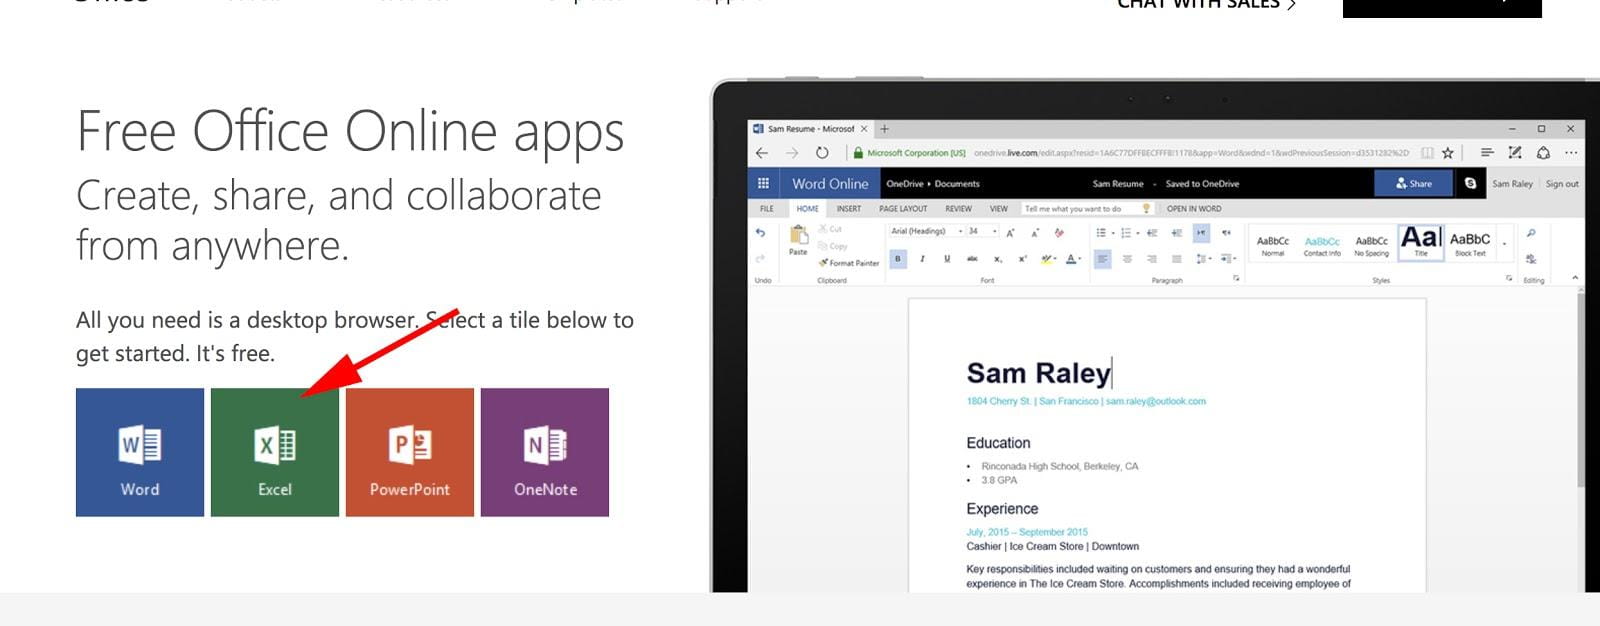 CHAT WITH SALES
Free Office Online apps
Create, share, and collaborate
from anywhere.
All you need is a desktop browser. Select a tile below to
get started. It's free.
Word Excel PowerPoint OneNote
Sam Resume - Microsof
Microsoft Corporation [US] onedrive.live.com/edit.aspx?resid=1A6C77DFFBECFFFB!1178&app=Word&wdnd=1&wdPreviousSession=d3531282%2D
Word Online OneDrive Documents Sam Resume - Saved to OneDrive Share Sam Raley Sign out
FILE HOME INSERT PAGE LAYOUT REVIEW VIEW Tell me what you want to do OPEN IN WORD
Paste Cut Copy Format Painter
Arial (Headings) 34
B I U abc x₂ x² A
AaBbCc AaBbCc AaBbCc AaI AaBbC
Normal Contact Info No Spacing Title Block Text
Undo Clipboard Font Paragraph Styles Editing
Sam Raley
1804 Cherry St. | San Francisco | sam.raley@outlook.com
Education
• Rinconada High School, Berkeley, CA
• 3.8 GPA
Experience
July, 2015 – September 2015
Cashier | Ice Cream Store | Downtown
Key responsibilities included waiting on customers and ensuring they had a wonderful
experience in The Ice Cream Store. Accomplishments included receiving employee of